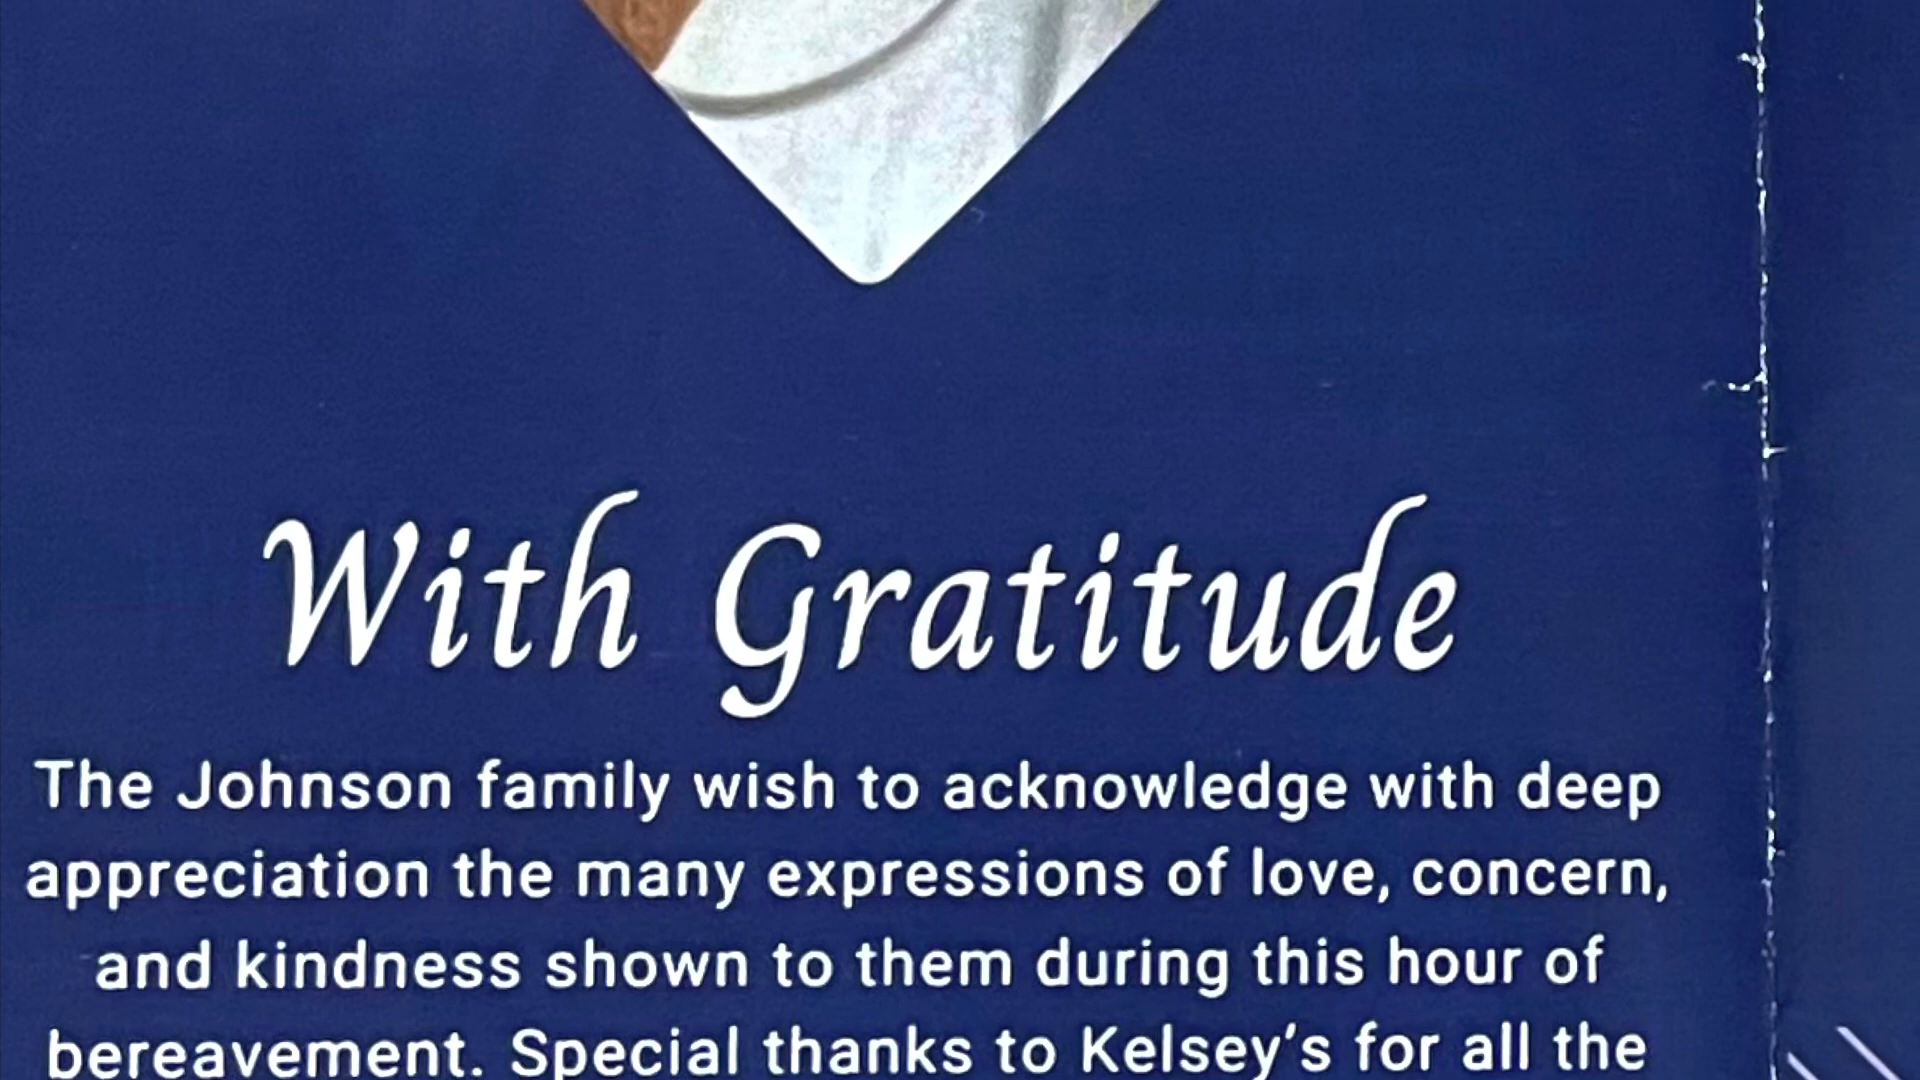 With Gratitude
The Johnson family wish to acknowledge with deep
appreciation the many expressions of love, concern,
and kindness shown to them during this hour of
bereavement. Special thanks to Kelsey's for all the